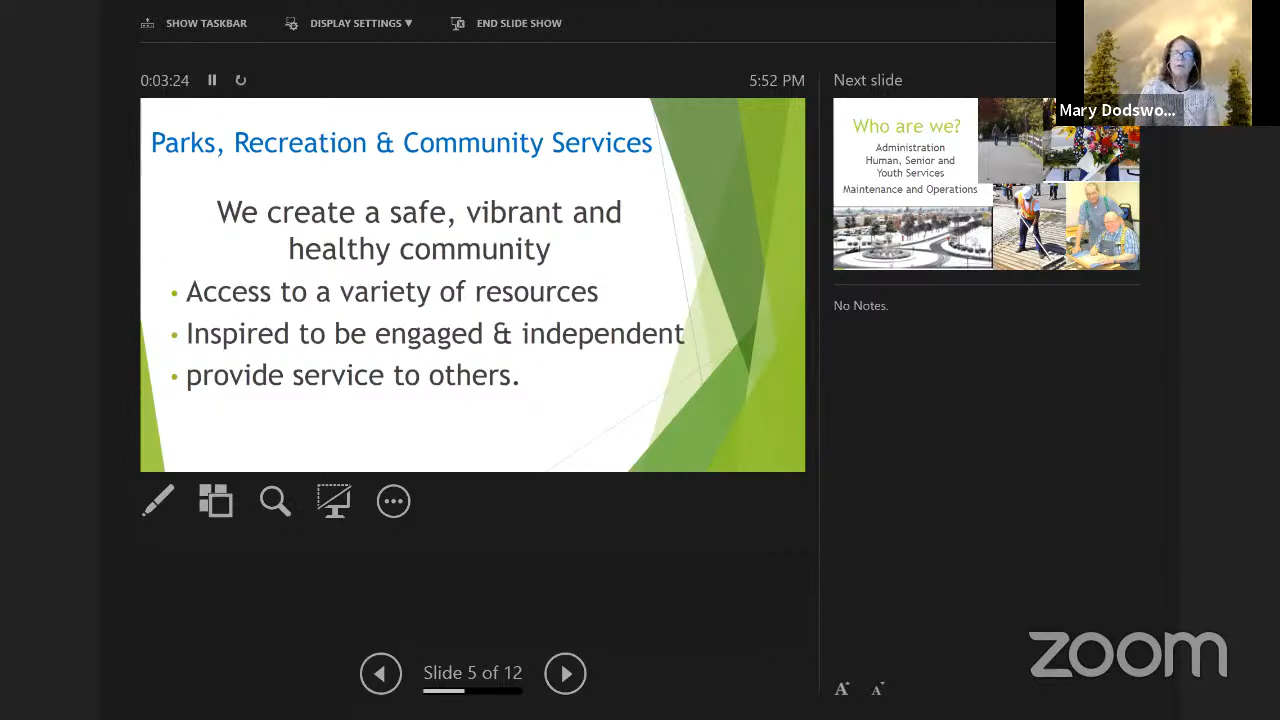 SHOW TASKBAR
DISPLAY SETTINGS ▼
END SLIDE SHOW
0:03:24
5:52 PM
Next slide
Mary Dodswo...
Parks, Recreation & Community Services
We create a safe, vibrant and
healthy community
• Access to a variety of resources
• Inspired to be engaged & independent
• provide service to others.
Who are we?
Administration
Human, Senior and
Youth Services
Maintenance and Operations
No Notes.
Slide 5 of 12
A A
zoom